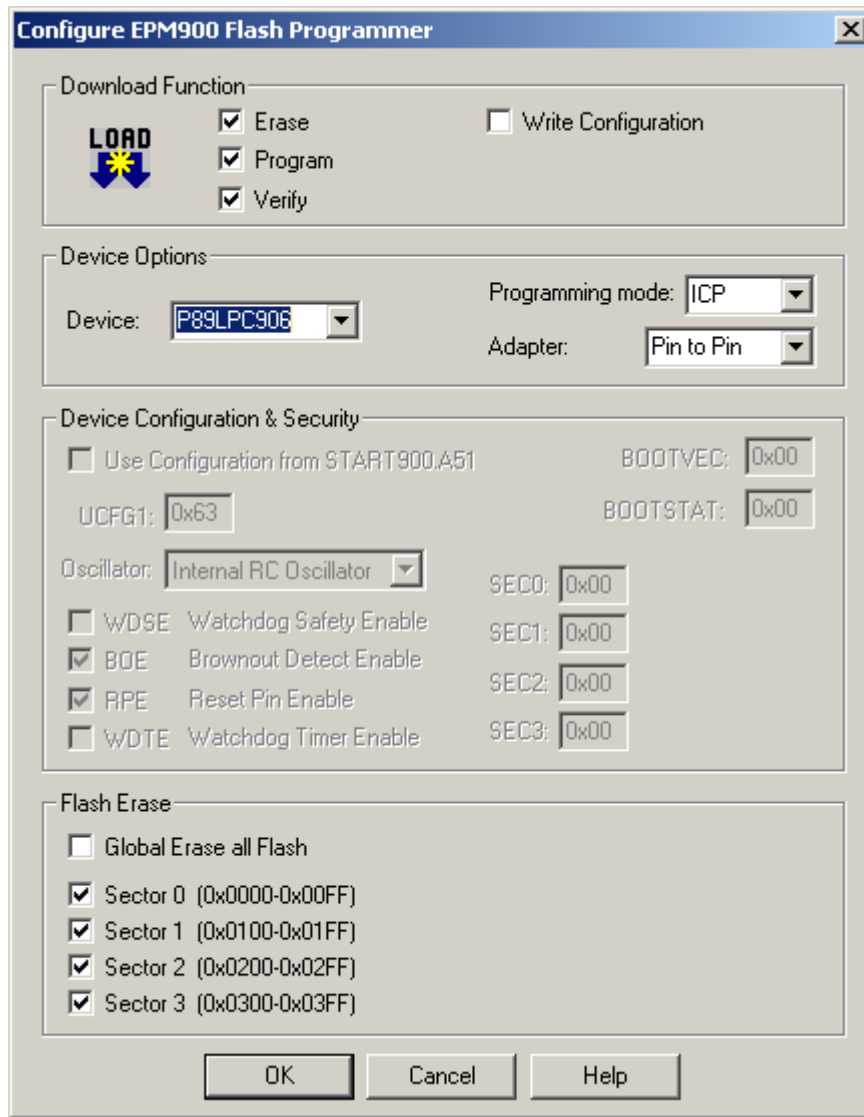 Configure EPM900 Flash Programmer
Download Function
LOAD
Erase
Write Configuration
Program
Verify
Device Options
Programming mode: ICP
Device: P89LPC906
Adapter: Pin to Pin
Device Configuration & Security
Use Configuration from START900.A51
BOOTVEC: 0x00
UCFG1: 0x63
BOOTSTAT: 0x00
Oscillator: Internal RC Oscillator
SEC0: 0x00
WDSE Watchdog Safety Enable
SEC1: 0x00
BOE Brownout Detect Enable
SEC2: 0x00
RPE Reset Pin Enable
SEC3: 0x00
WDTE Watchdog Timer Enable
Flash Erase
Global Erase all Flash
Sector 0 (0x0000-0x00FF)
Sector 1 (0x0100-0x01FF)
Sector 2 (0x0200-0x02FF)
Sector 3 (0x0300-0x03FF)
OK Cancel Help